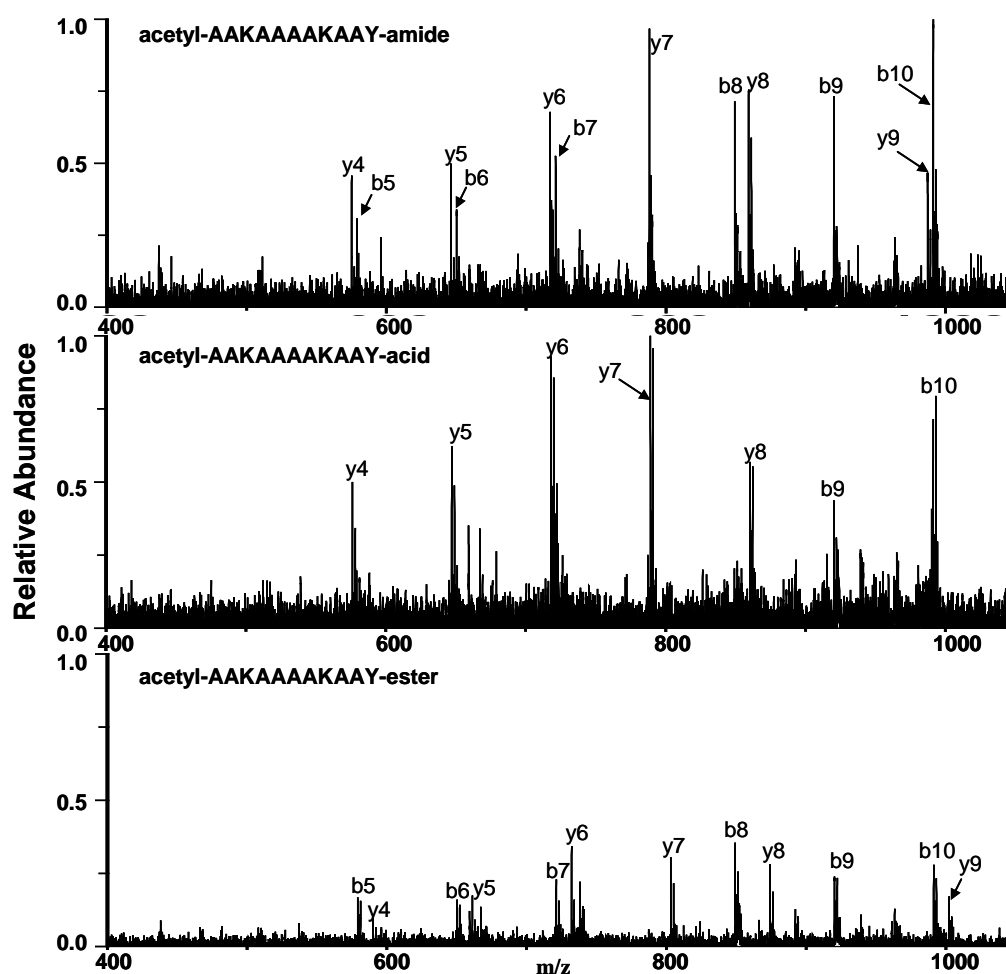 1.0
acetyl-AAKAAAAKAAY-amide
y7
b8 y8
b9
b10
y6
b7
y9
0.5
y4
b5
y5
b6
0.0
400 600 800 1000
1.0
acetyl-AAKAAAAKAAY-acid
y6
y7
b10
y5
y8
y4
0.5
b9
0.0
400 600 800 1000
Relative Abundance
1.0
acetyl-AAKAAAAKAAY-ester
0.5
b8
y6
y7
y8
b9
b10
y9
b7
b5
y4
b6 y5
0.0
400 600 800 1000
m/z